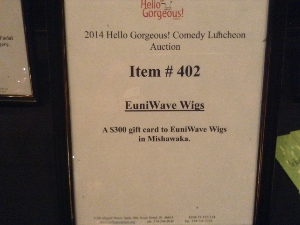 Hello
Gorgeous!
2014 Hello Gorgeous! Comedy Luncheon
Auction
Item # 402
EuniWave Wigs
A $300 gift card to EuniWave Wigs
in Mishawaka.